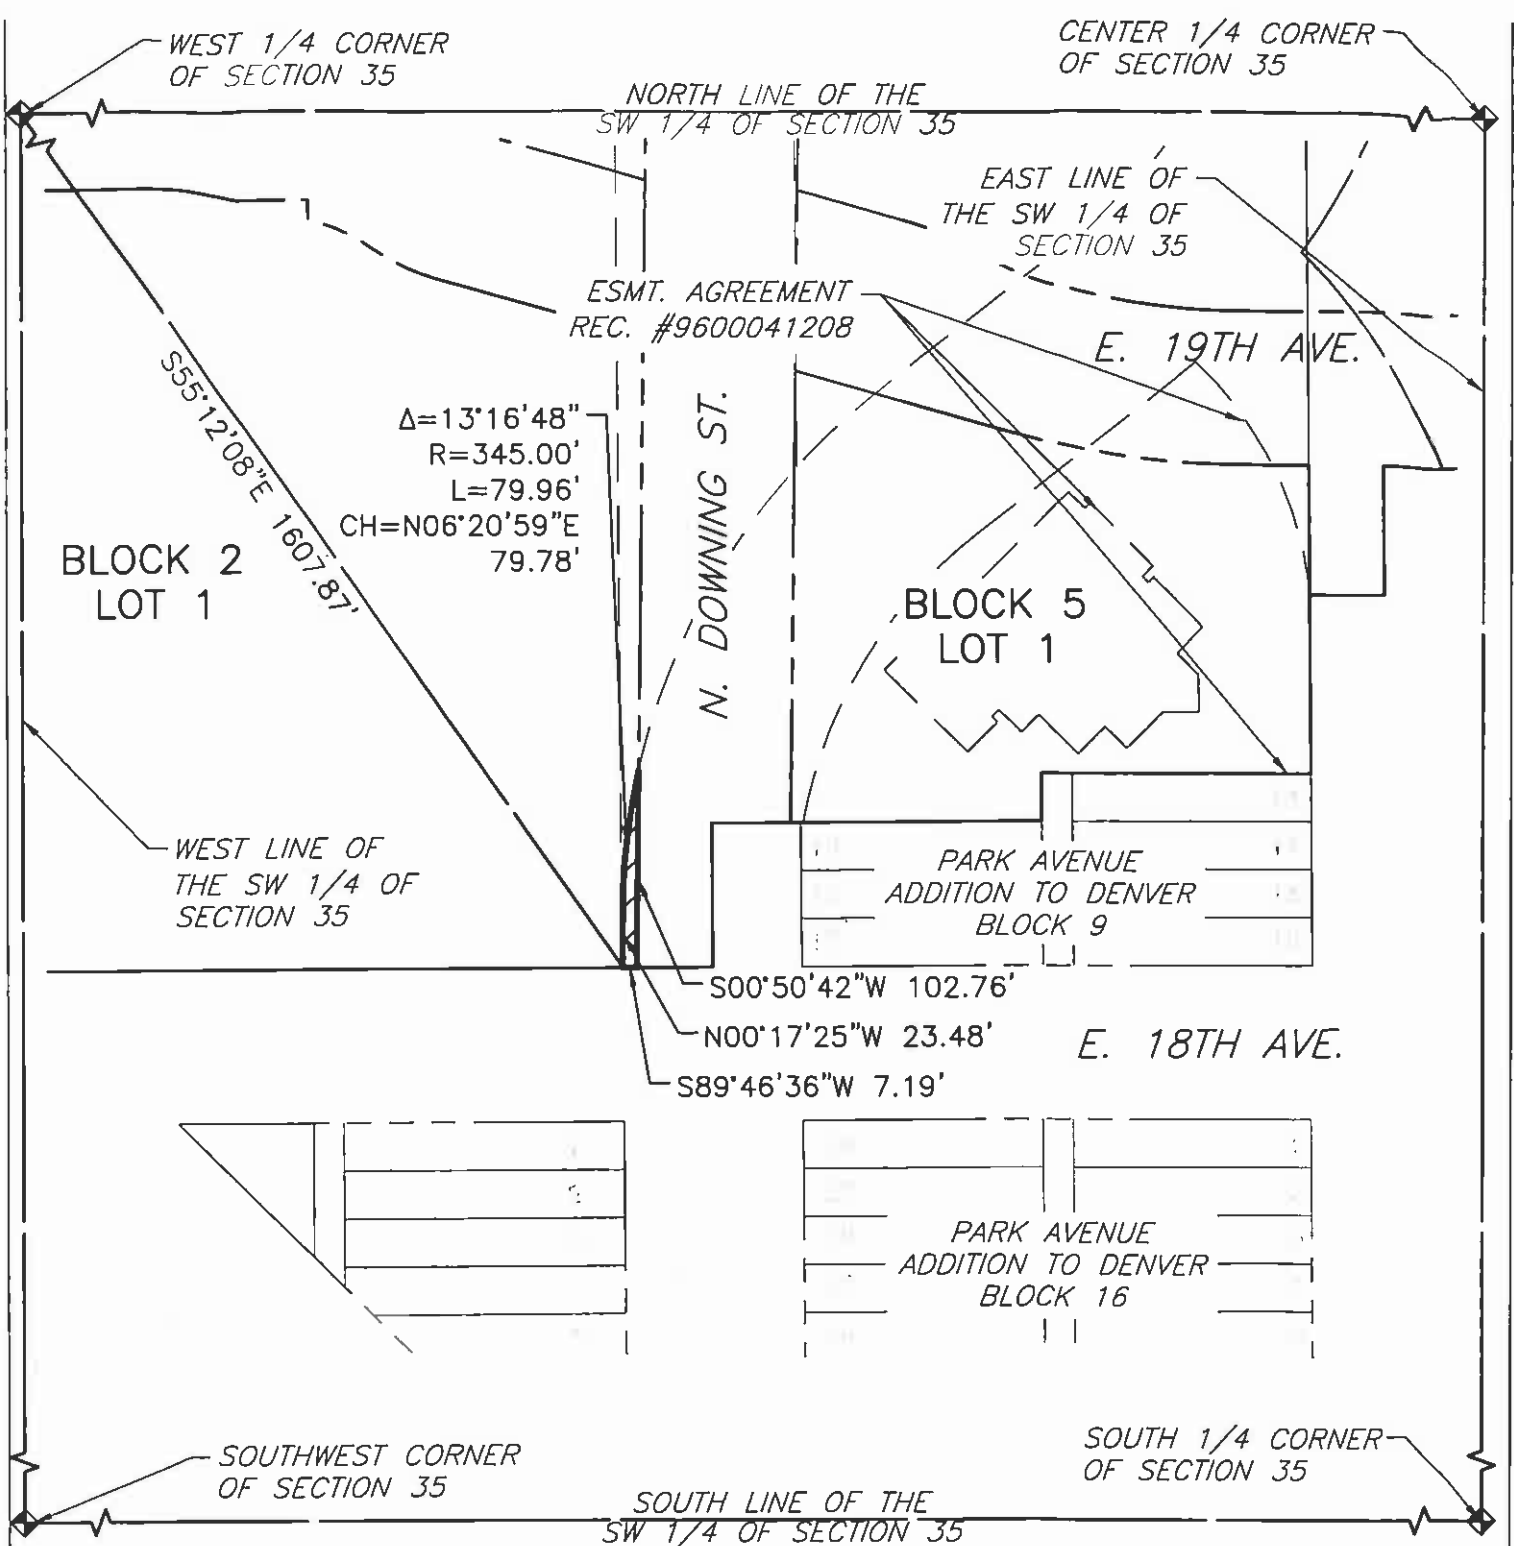 WEST 1/4 CORNER
OF SECTION 35
CENTER 1/4 CORNER
OF SECTION 35
NORTH LINE OF THE
SW 1/4 OF SECTION 35
EAST LINE OF
THE SW 1/4 OF
SECTION 35
ESMT. AGREEMENT
REC. #9600041208
E. 19TH AVE.
S55°12'08"E 1607.87'
Δ=13°16'48"
R=345.00'
L=79.96'
CH=N06°20'59"E
79.78'
N. DOWNING ST.
BLOCK 2
LOT 1
BLOCK 5
LOT 1
WEST LINE OF
THE SW 1/4 OF
SECTION 35
PARK AVENUE
ADDITION TO DENVER
BLOCK 9
S00°50'42"W 102.76'
N00°17'25"W 23.48'
S89°46'36"W 7.19'
E. 18TH AVE.
PARK AVENUE
ADDITION TO DENVER
BLOCK 16
SOUTHWEST CORNER
OF SECTION 35
SOUTH 1/4 CORNER
OF SECTION 35
SOUTH LINE OF THE
SW 1/4 OF SECTION 35